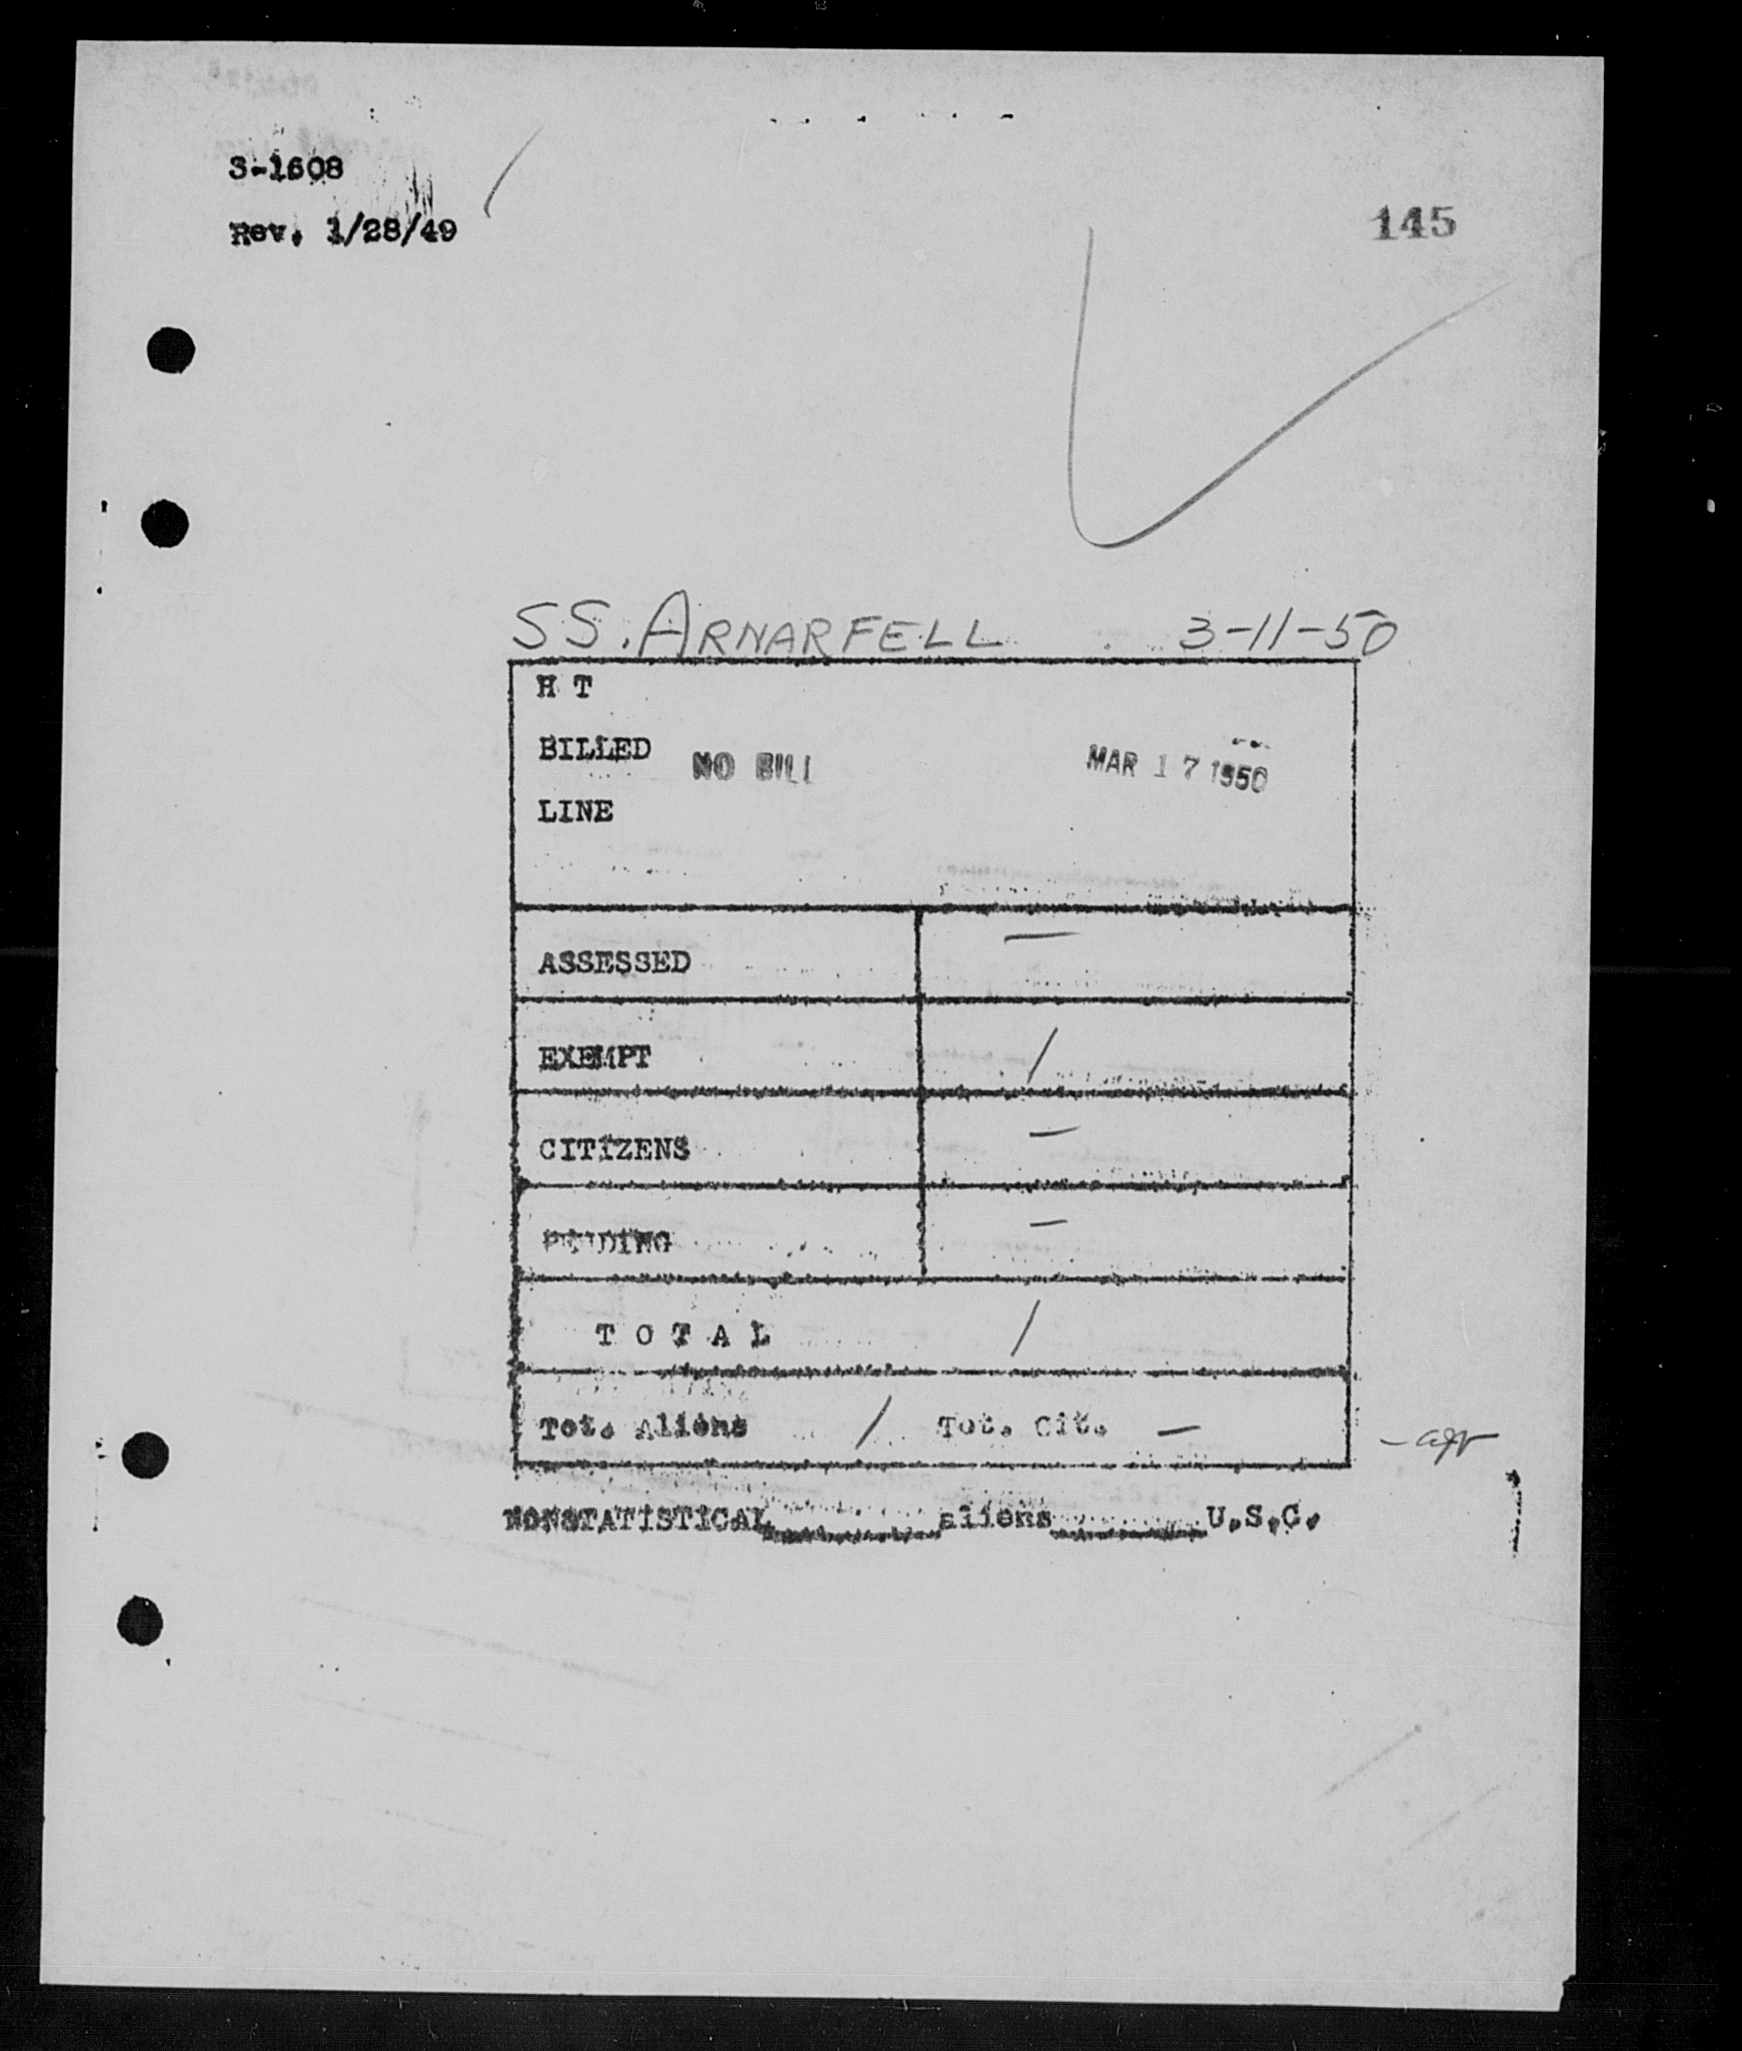 S-1608
Rev. 1/28/49
145
SS. ARNARFELL 3-11-50
H T
BILLED NO BILL MAR 17 1950
LINE
ASSESSED —
EXEMPT /
CITIZENS —
PENDING —
T O T A L /
Tot. Aliens / Tot. Cit. —
NONSTATISTICAL aliens U.S.C.